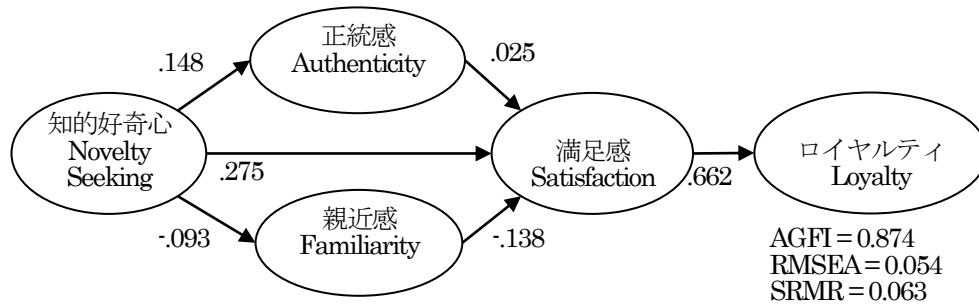 正統感
Authenticity
.148
.025
知的好奇心
Novelty
Seeking
.275
満足感
Satisfaction
.662
ロイヤルティ
Loyalty
-.093
親近感
Familiarity
-.138
AGFI=0.874
RMSEA=0.054
SRMR=0.063